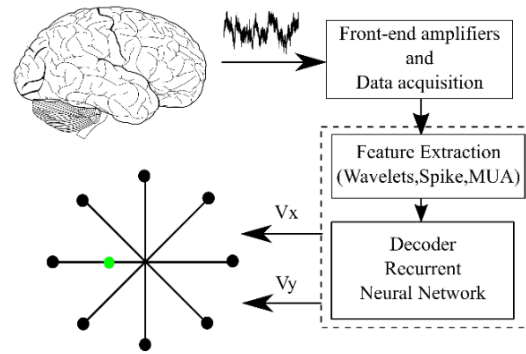 Front-end amplifiers
and
Data acquisition
Feature Extraction
(Wavelets,Spike,MUA)
Vx
Decoder
Recurrent
Neural Network
Vy